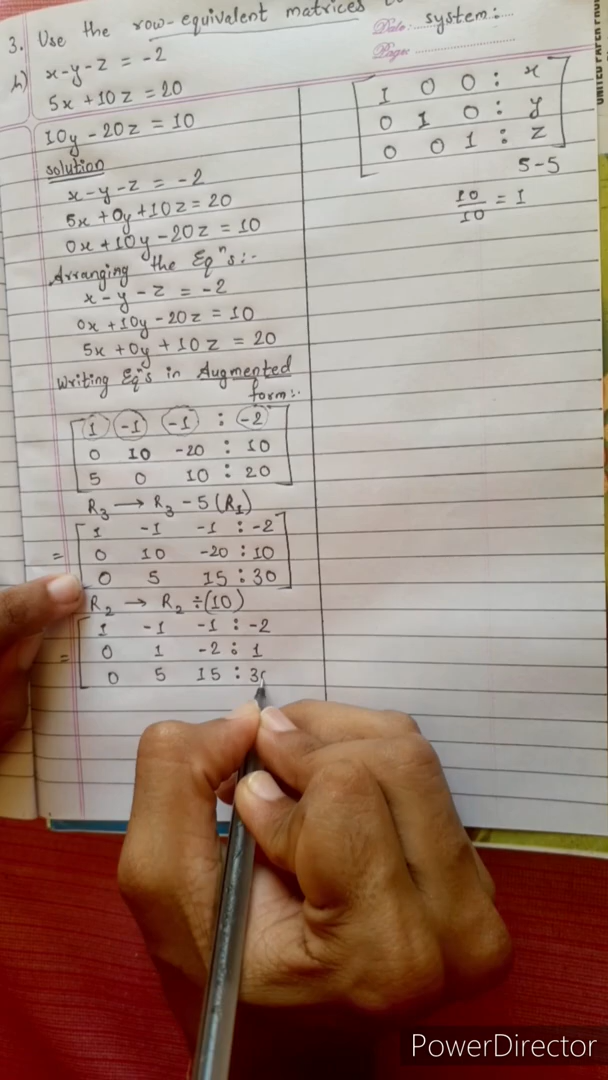 3. Use the row-equivalent matrices
system:
Date:
Page:
h) x-y-z = -2
5x + 10z = 20
10y - 20z = 10
solution
x-y-z = -2
5x + 0y + 10z = 20
0x + 10y - 20z = 10
Arranging the Eqⁿs:-
x - y - z = -2
0x + 10y - 20z = 10
5x + 0y + 10z = 20
Writing Eqⁿs in Augmented
form:-
1 -1 -1 : -2
0 10 -20 : 10
5 0 10 : 20
R₃ → R₃ - 5(R₁)
1 -1 -1 : -2
= 0 10 -20 : 10
0 5 15 : 30
R₂ → R₂ ÷(10)
1 -1 -1 : -2
= 0 1 -2 : 1
0 5 15 : 30
1 0 0 : x
0 1 0 : y
0 0 1 : z
5-5
10/10 = 1
PowerDirector